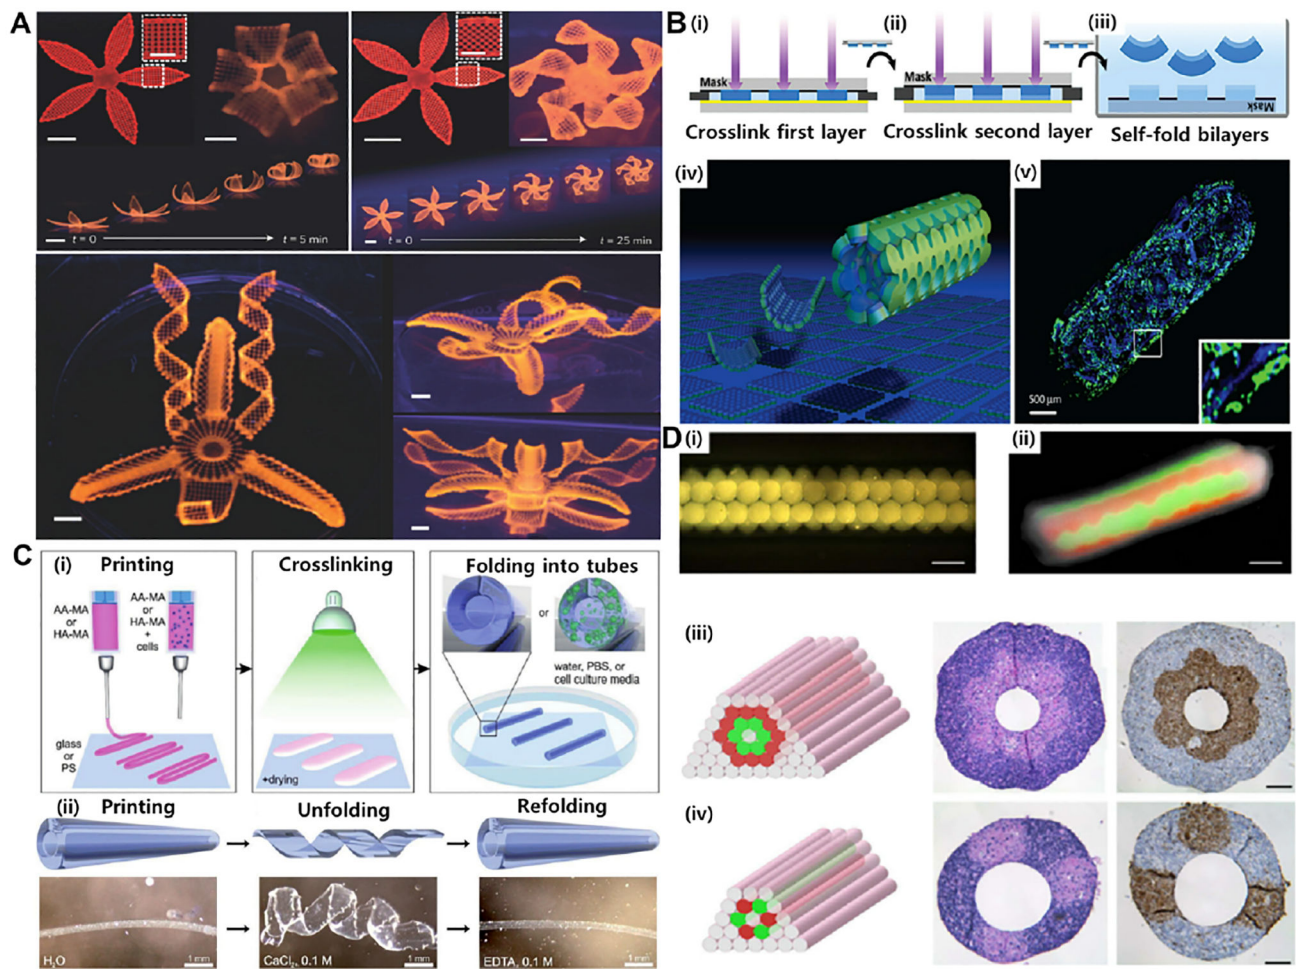 A
t = 0
t = 5 min
t = 0
t = 25 min
B
(i)
(ii)
(iii)
Mask
Mask
Mask
Crosslink first layer
Crosslink second layer
Self-fold bilayers
(iv)
(v)
500 μm
C
(i)
Printing
Crosslinking
Folding into tubes
AA-MA
or
HA-MA
AA-MA
or
HA-MA
+
cells
glass
or
PS
+drying
or
water, PBS, or
cell culture media
(ii)
Printing
Unfolding
Refolding
H₂O
1 mm
CaCl₂, 0.1 M
1 mm
EDTA, 0.1 M
1 mm
D
(i)
(ii)
(iii)
(iv)